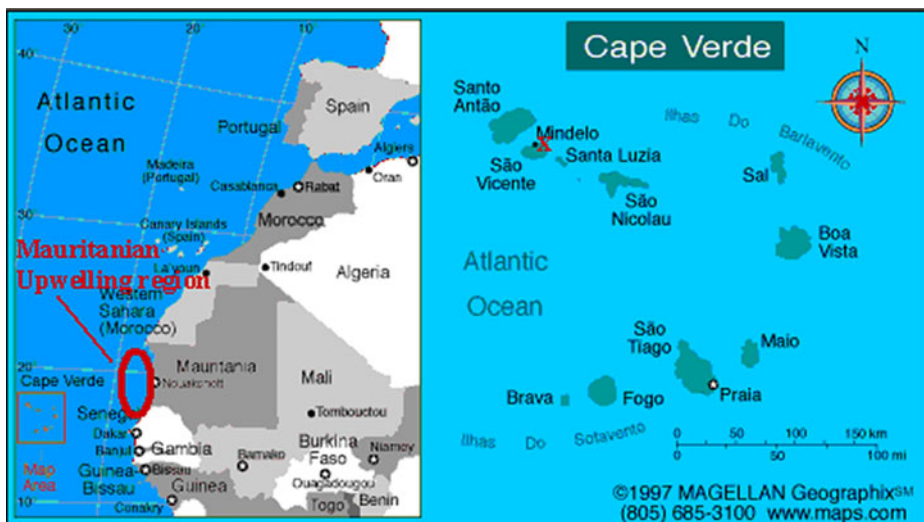 30
20
10
40
Atlantic
Ocean
Spain
Portugal
Algiers
Madeira
(Portugal)
Casablanca
Rabat
Oran
Morocco
30
Canary Islands
(Spain)
Mauritanian
Upwelling region
La'youn
Tindouf
Algeria
Western
Sahara
(Morocco)
20
Cape Verde
Mauritania
Nouakshott
Mali
Senegal
Tombouctou
Dakar
Gambia
Burkina
Faso
Banjul
Bamako
Niamey
Map
Area
Guinea-
Bissau
Bissau
Guinea
Ouagadougou
Benin
Togo
10
Conakry
Cape Verde
N
Santo
Antão
Mindelo
X
Ilhas Do Barlavento
São
Vicente
Santa Luzia
São
Nicolau
Sal
Boa
Vista
Atlantic
Ocean
São
Tiago
Maio
Praia
Brava
Fogo
Ilhas Do Sotavento
0 50 100 150 km
0 50 100 mi
©1997 MAGELLAN Geographix℠
(805) 685-3100 www.maps.com